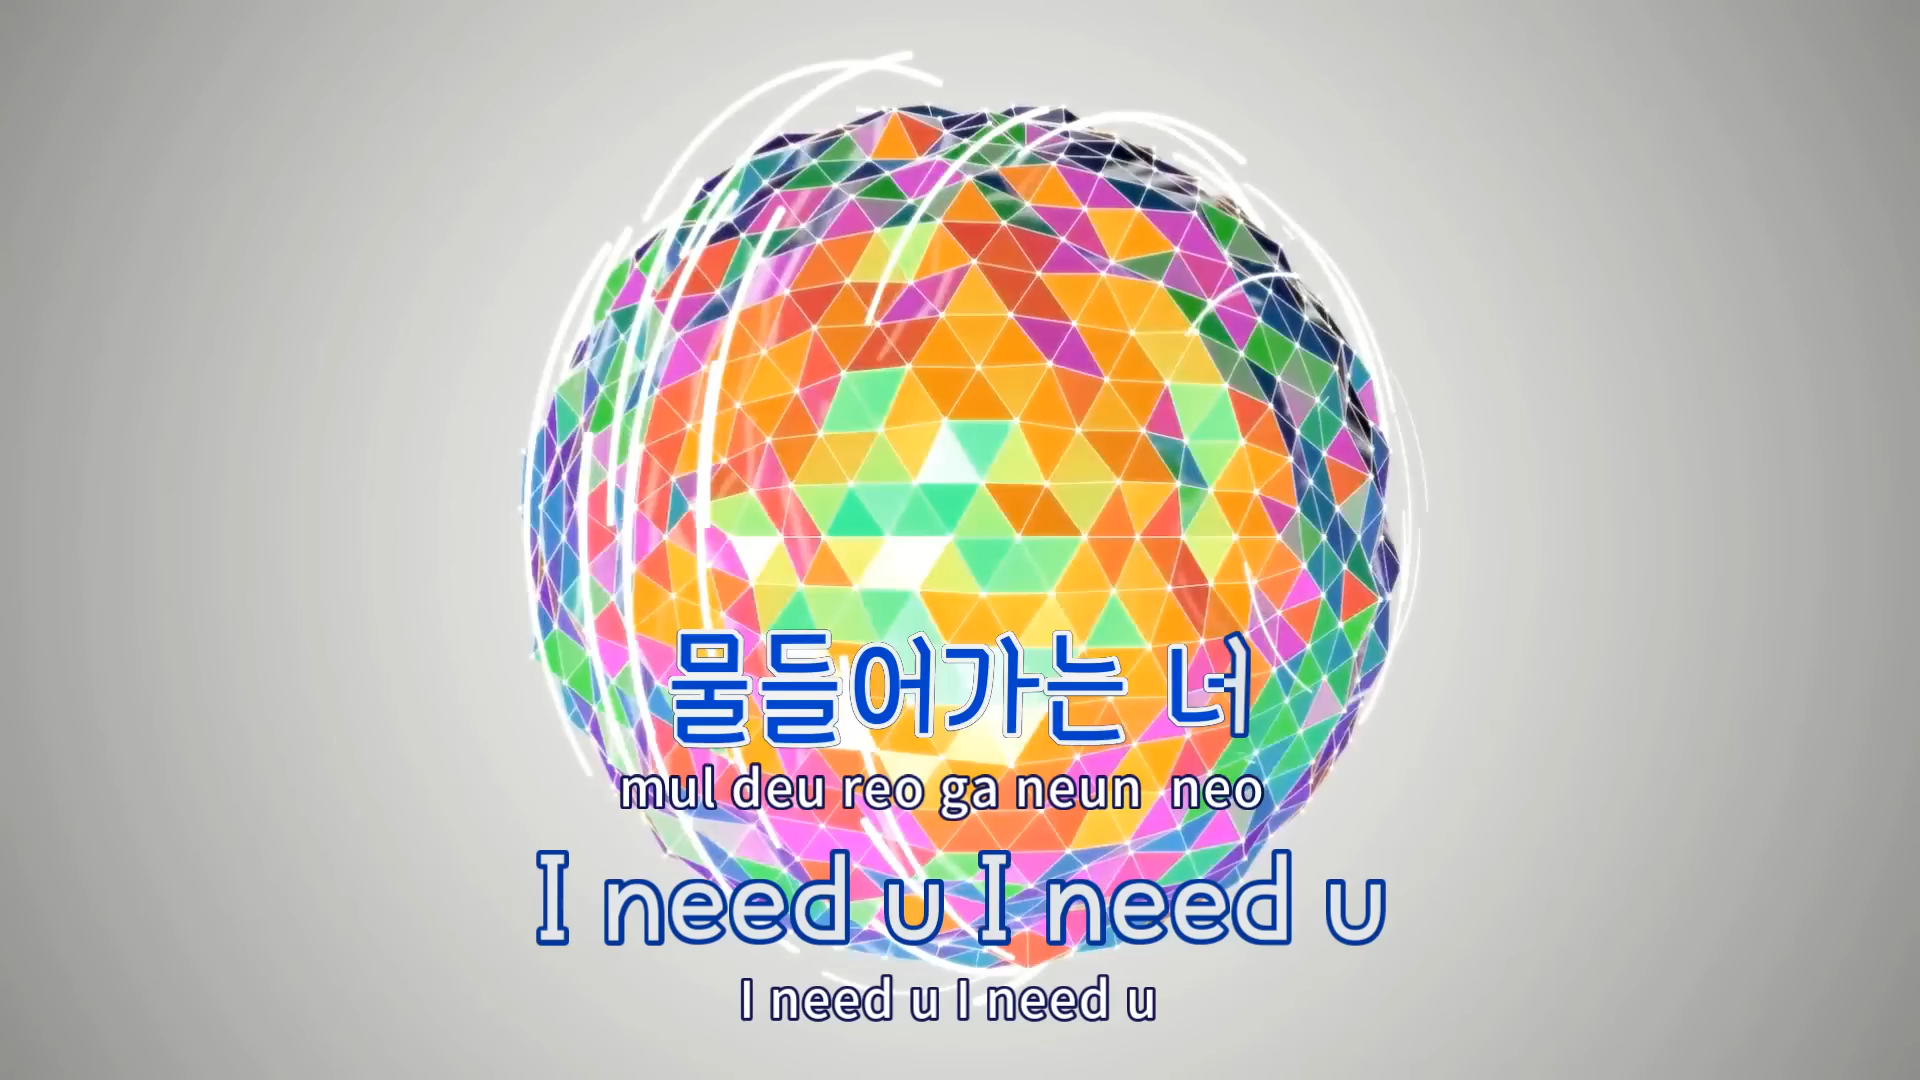 물들어가는 너
mul deu reo ga neun neo
I need u I need u
I need u I need u